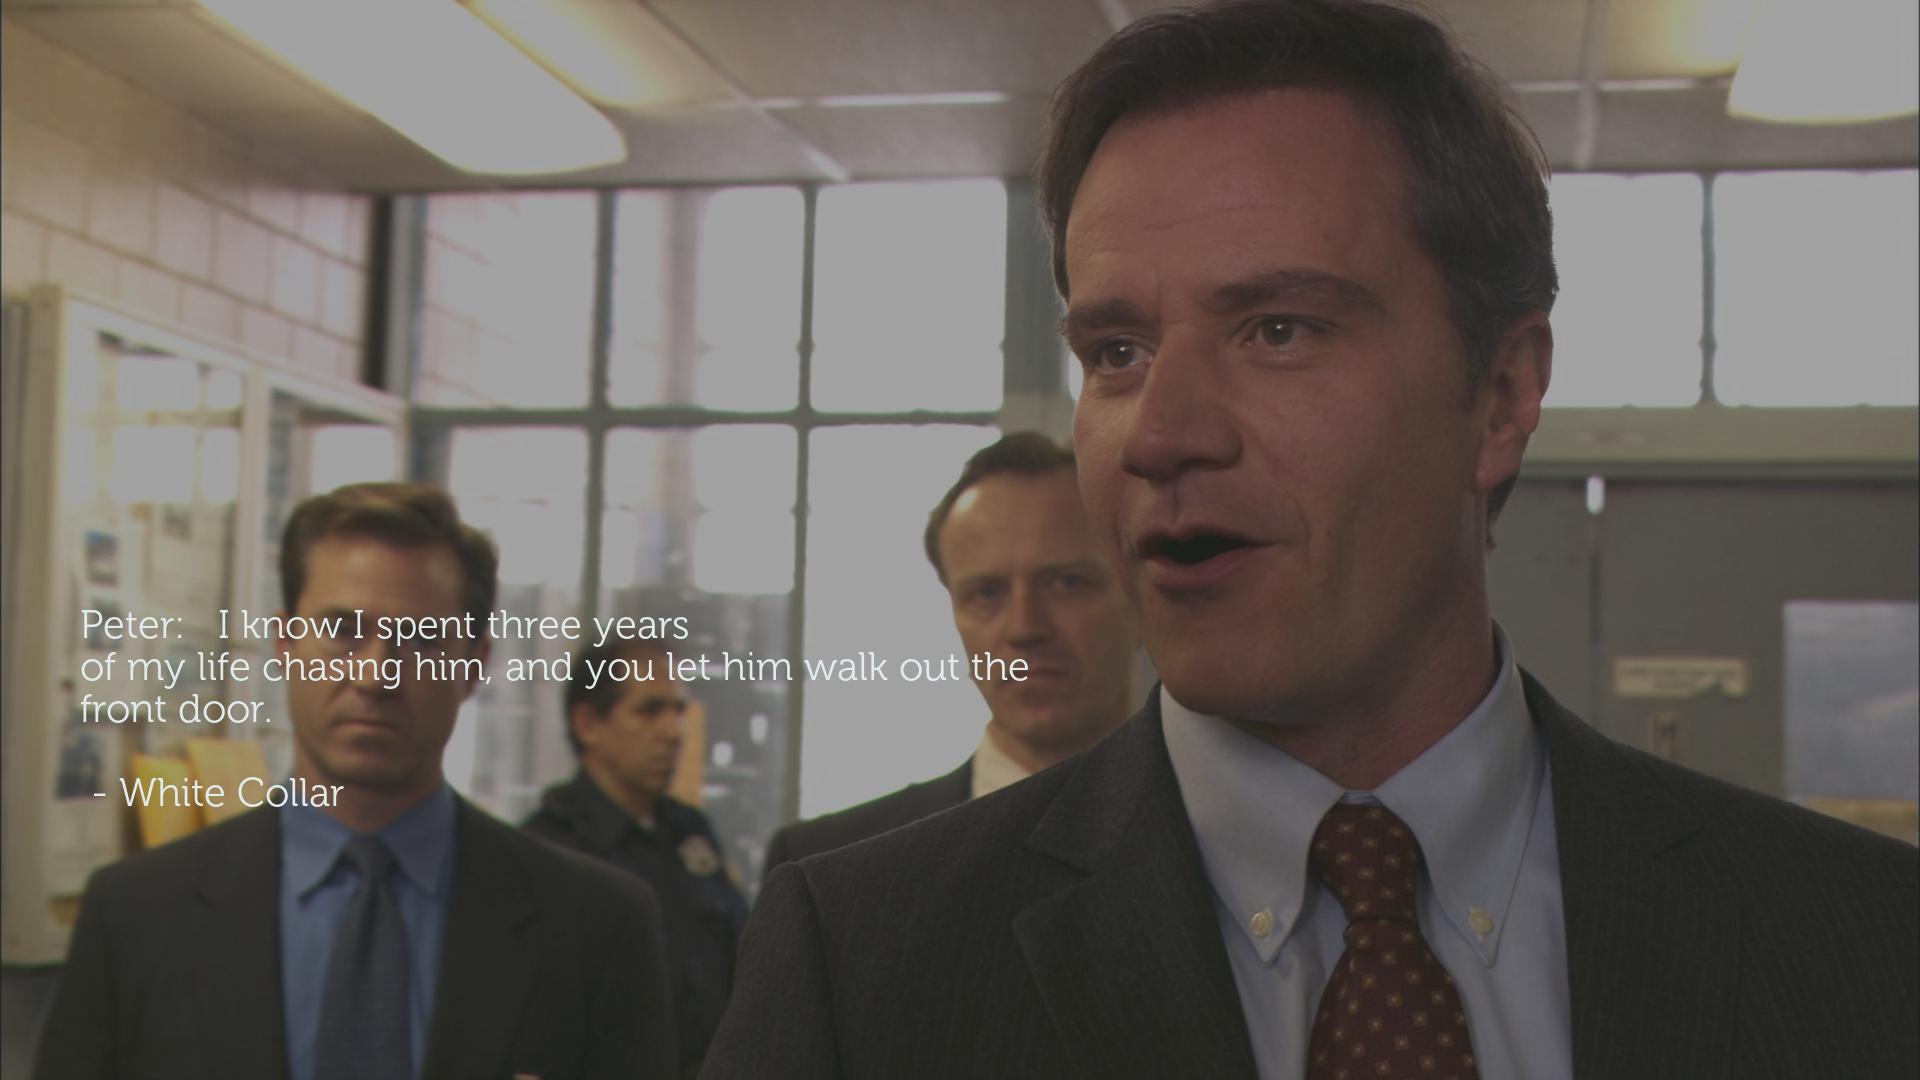 Peter:   I know I spent three years
of my life chasing him, and you let him walk out the
front door.
- White Collar